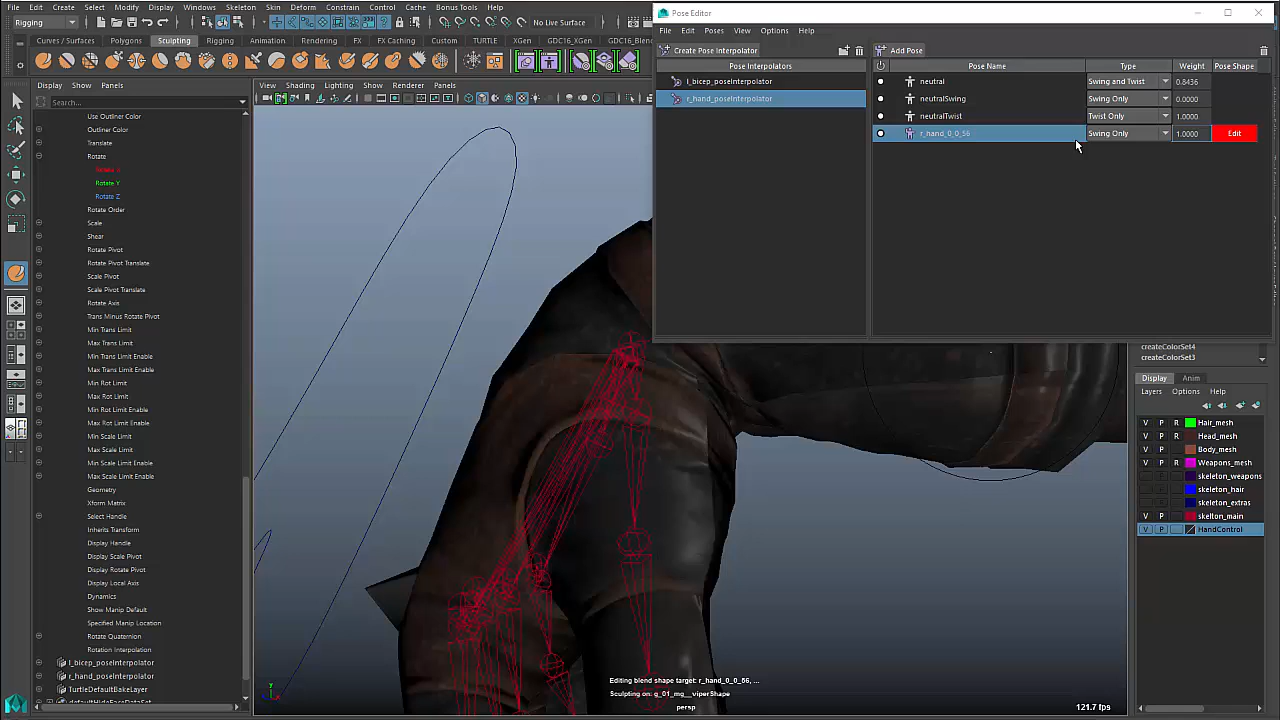 File Edit Create Select Modify Display Windows Skeleton Skin Deform Constrain Control Cache Bonus Tools Help
Rigging
No Live Surface
Curves / Surfaces Polygons Sculpting Rigging Animation Rendering FX FX Caching Custom TURTLE XGen GDC16_XGen GDC16_Blend
Display Show Panels
Search...
View Shading Lighting Show Renderer Panels
Use Outliner Color
Outliner Color
Translate
Rotate
Rotate X
Rotate Y
Rotate Z
Rotate Order
Scale
Shear
Rotate Pivot
Rotate Pivot Translate
Scale Pivot
Scale Pivot Translate
Rotate Axis
Trans Minus Rotate Pivot
Min Trans Limit
Max Trans Limit
Min Trans Limit Enable
Max Trans Limit Enable
Min Rot Limit
Max Rot Limit
Min Rot Limit Enable
Max Rot Limit Enable
Min Scale Limit
Max Scale Limit
Min Scale Limit Enable
Max Scale Limit Enable
Geometry
Xform Matrix
Select Handle
Inherits Transform
Display Handle
Display Scale Pivot
Display Rotate Pivot
Display Local Axis
Dynamics
Show Manip Default
Specified Manip Location
Rotate Quaternion
Rotation Interpolation
l_bicep_poseInterpolator
r_hand_poseInterpolator
TurtleDefaultBakeLayer
defaultHideFaceDataSet
Pose Editor
File Edit Poses View Options Help
Create Pose Interpolator
Add Pose
Pose Interpolators
l_bicep_poseInterpolator
r_hand_poseInterpolator
Pose Name Type Weight Pose Shape
neutral Swing and Twist 0.8436
neutralSwing Swing Only 0.0000
neutralTwist Twist Only 1.0000
r_hand_0_0_56 Swing Only 1.0000 Edit
createColorSet4
createColorSet3
Display Anim
Layers Options Help
V P R Hair_mesh
V P R Head_mesh
V P Body_mesh
V P R Weapons_mesh
skeleton_weapons
skeleton_hair
skeleton_extras
V P skelton_main
V P HandControl
Editing blend shape target: r_hand_0_0_56, ...
Sculpting on: g_01_mg__viperShape
persp
121.7 fps